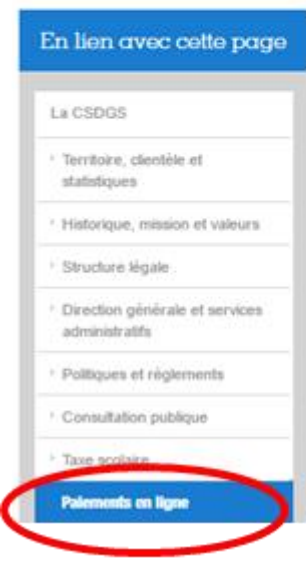 En lien avec cette page
La CSDGS
Territoire, clientèle et
statistiques
Historique, mission et valeurs
Structure légale
Direction générale et services
administratifs
Politiques et règlements
Consultation publique
Taxe scolaire
Paiements en ligne